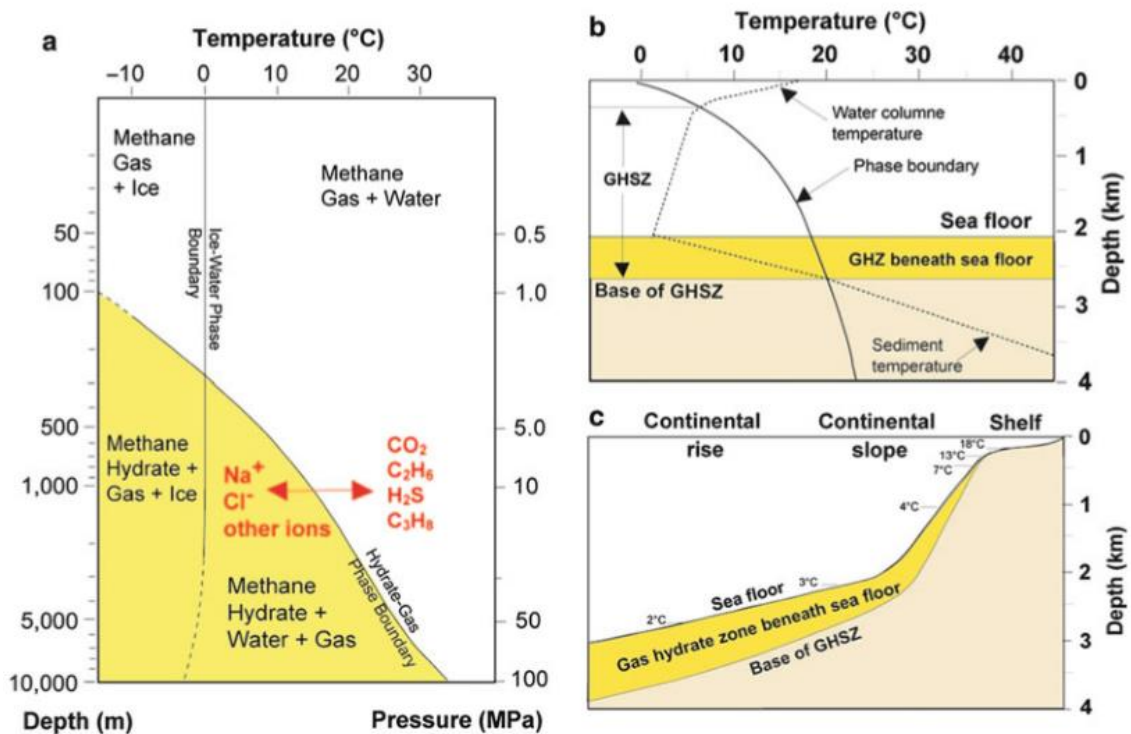 a
Temperature (°C)
−10 0 10 20 30
Methane
Gas
+ Ice
Methane
Gas + Water
Ice-Water Phase
Boundary
50
100
500
1,000
5,000
10,000
0.5
1.0
5.0
10
50
100
Methane
Hydrate +
Gas + Ice
Na+
Cl-
other ions
CO2
C2H6
H2S
C3H8
Hydrate-Gas
Phase Boundary
Methane
Hydrate +
Water + Gas
Depth (m)
Pressure (MPa)
b
Temperature (°C)
0 10 20 30 40
0
1
2
3
4
Depth (km)
Water columne
temperature
Phase boundary
GHSZ
Sea floor
GHZ beneath sea floor
Base of GHSZ
Sediment
temperature
c
Continental
rise
Continental
slope
Shelf
18°C
13°C
7°C
4°C
3°C
2°C
Sea floor
Gas hydrate zone beneath sea floor
Base of GHSZ
0
1
2
3
4
Depth (km)